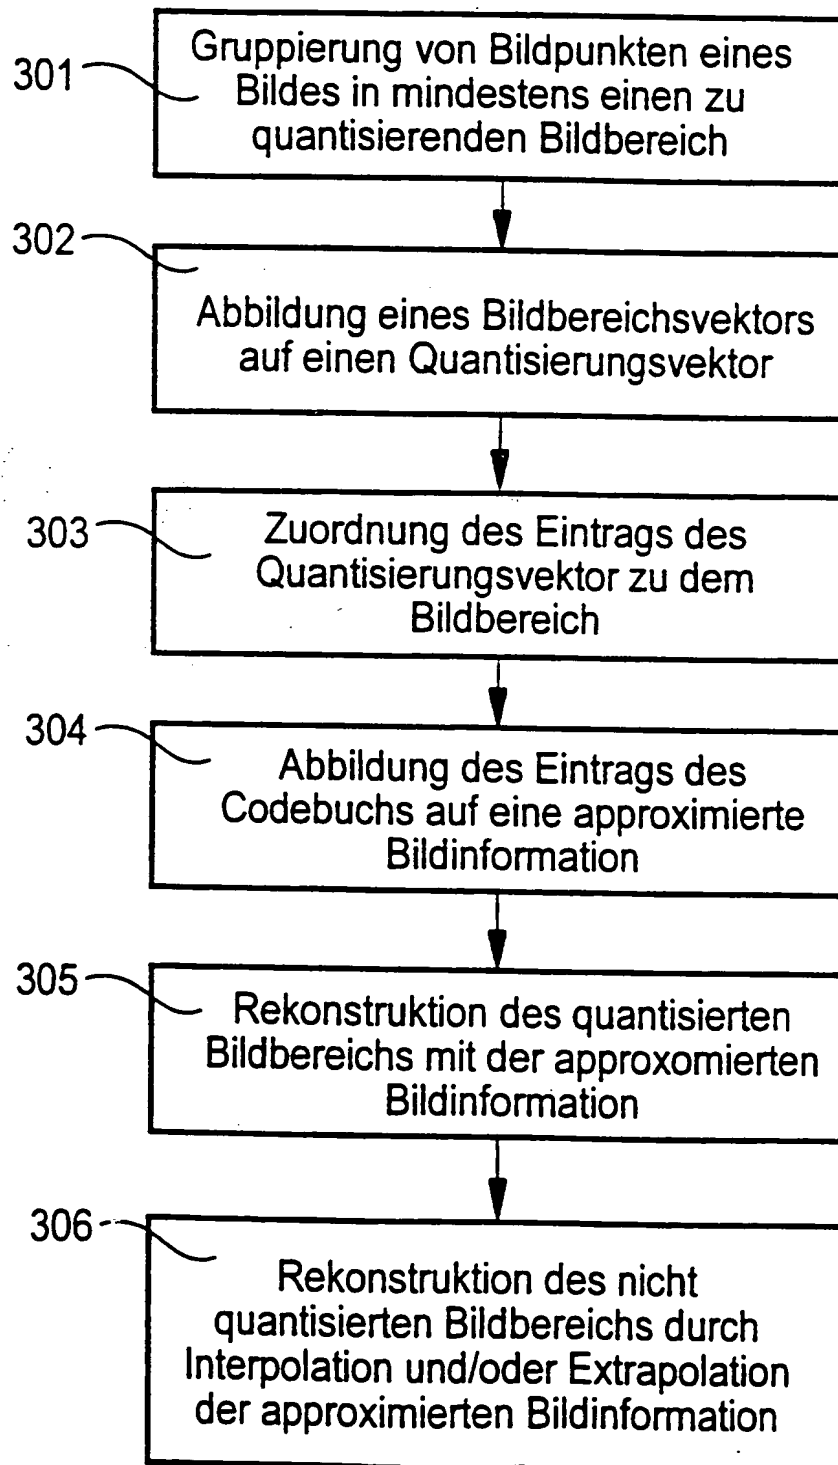 301
Gruppierung von Bildpunkten eines
Bildes in mindestens einen zu
quantisierenden Bildbereich
302
Abbildung eines Bildbereichsvektors
auf einen Quantisierungsvektor
303
Zuordnung des Eintrags des
Quantisierungsvektor zu dem
Bildbereich
304
Abbildung des Eintrags des
Codebuchs auf eine approximierte
Bildinformation
305
Rekonstruktion des quantisierten
Bildbereichs mit der approxomierten
Bildinformation
306
Rekonstruktion des nicht
quantisierten Bildbereichs durch
Interpolation und/oder Extrapolation
der approximierten Bildinformation